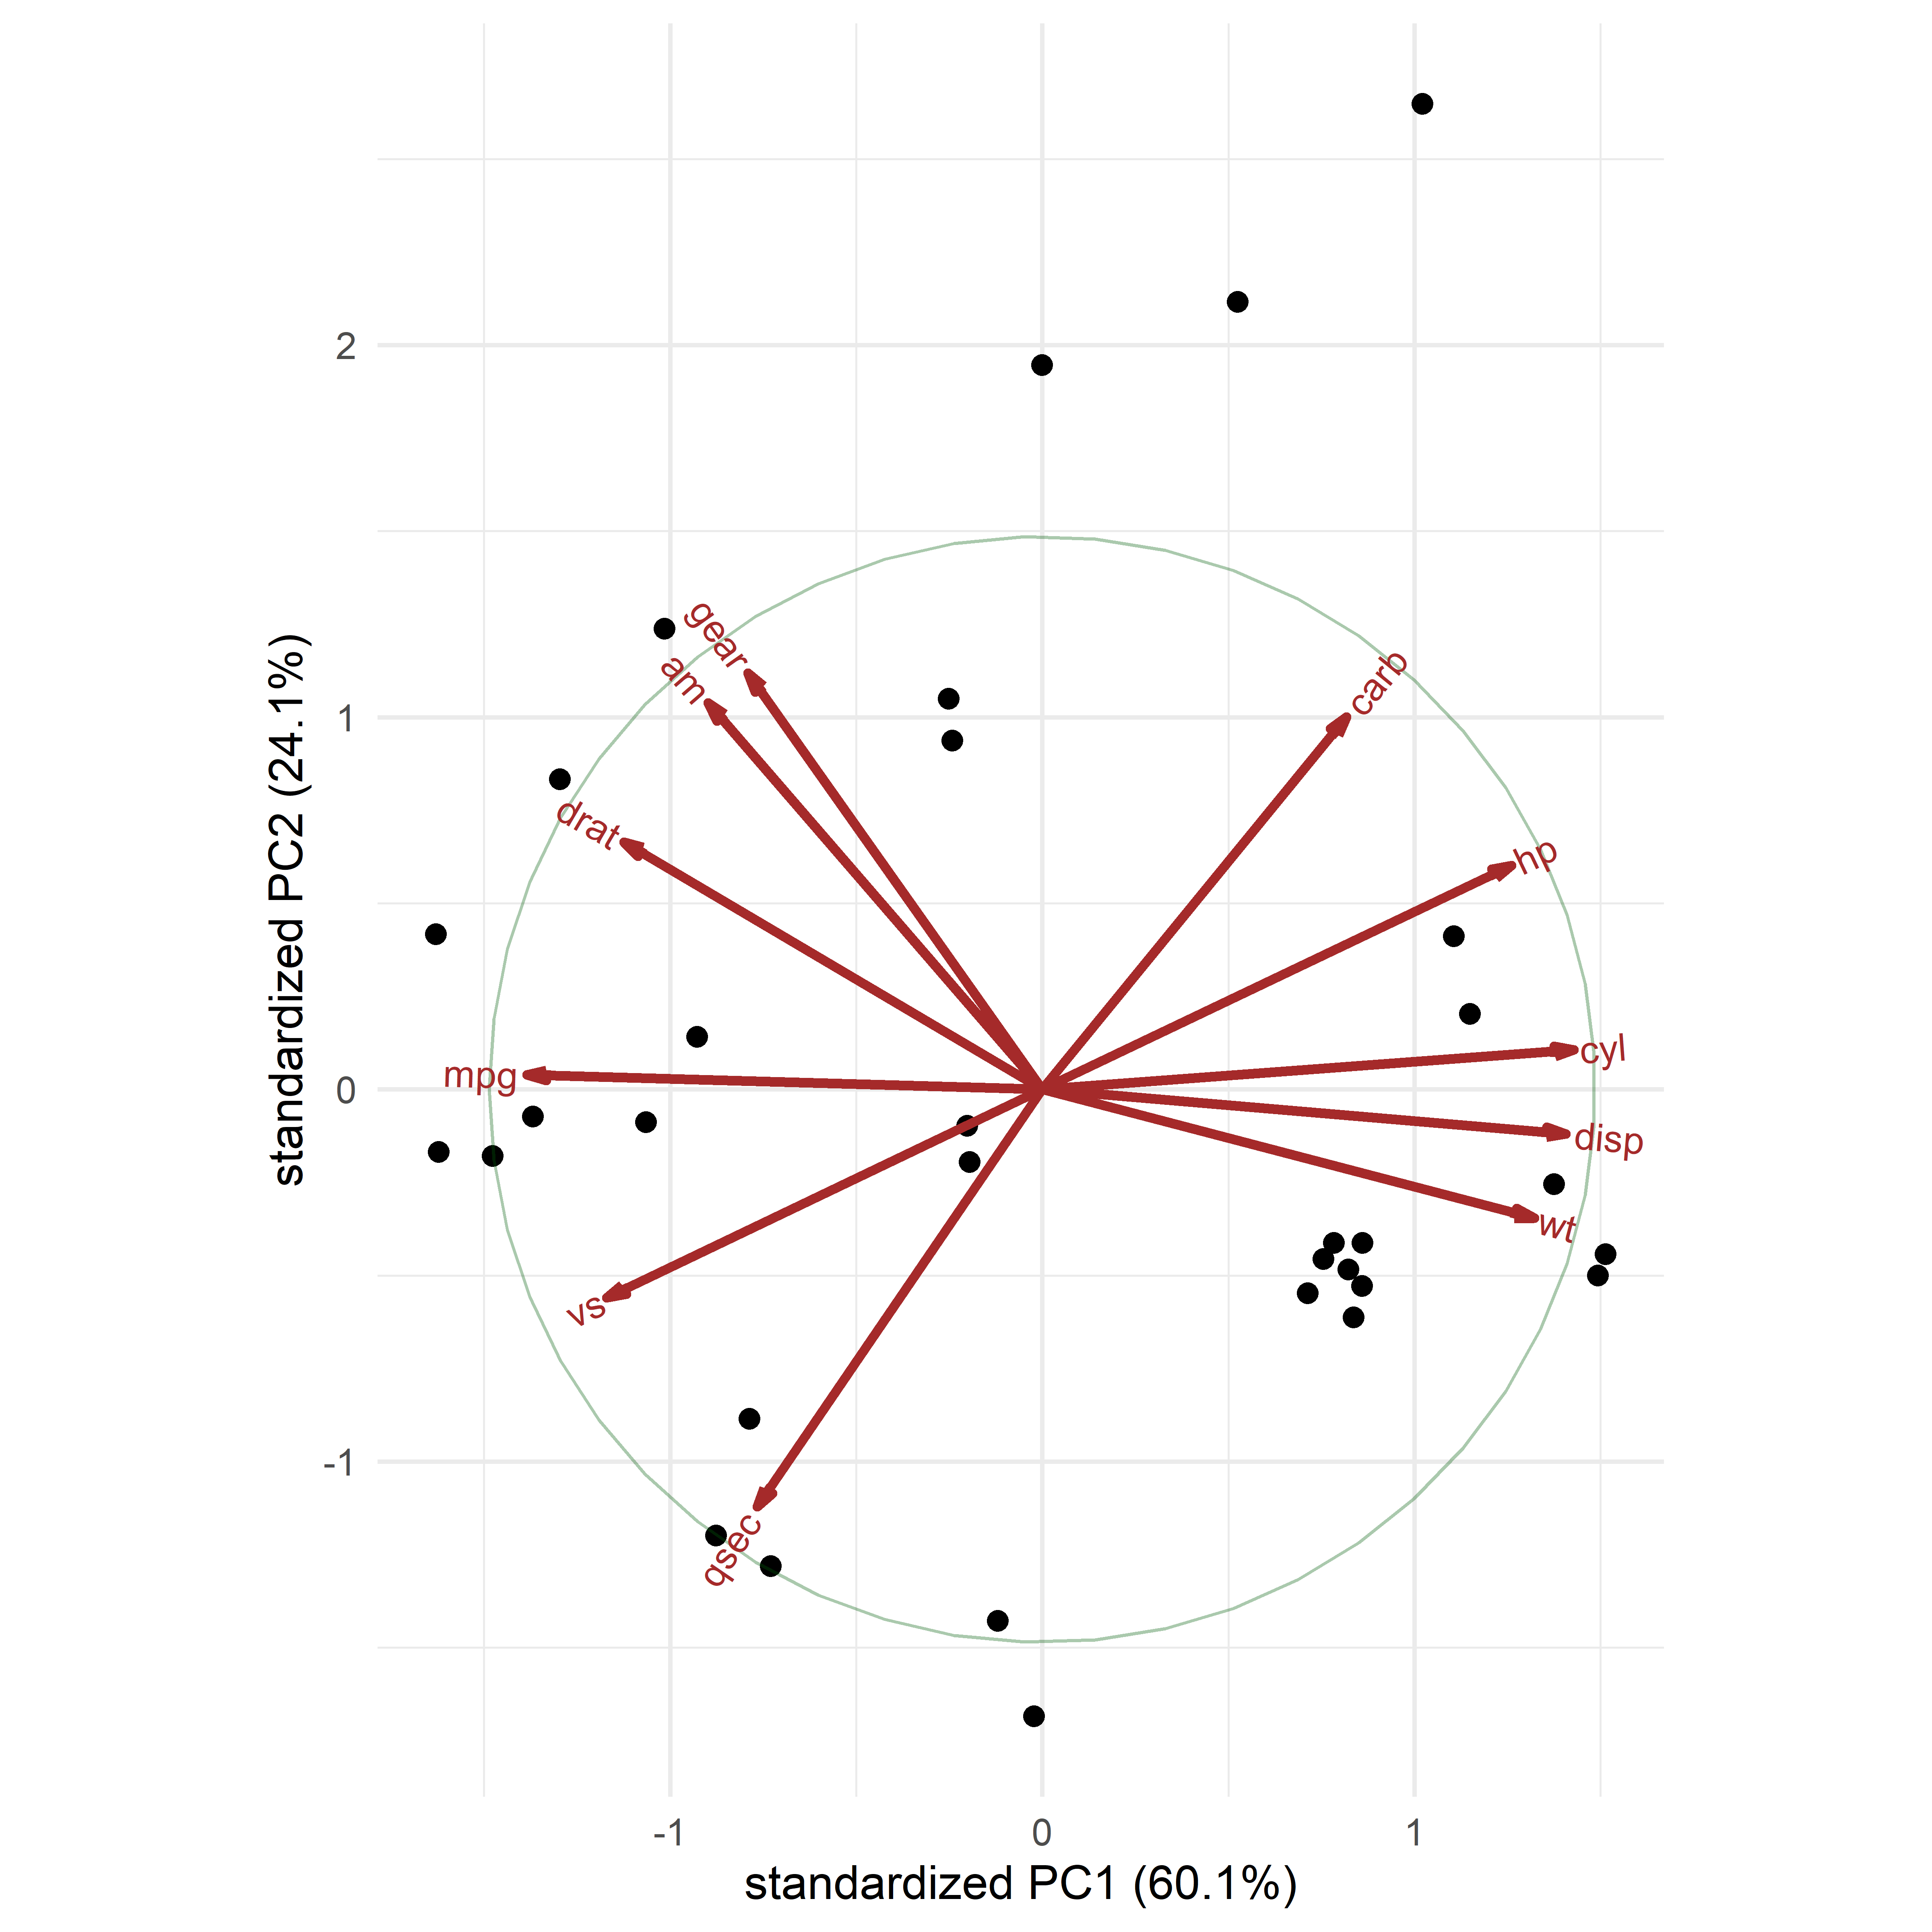 standardized PC2 (24.1%)
2
1
0
-1
gear
am
carb
drat
hp
mpg
cyl
disp
wt
vs
qsec
-1
0
1
standardized PC1 (60.1%)